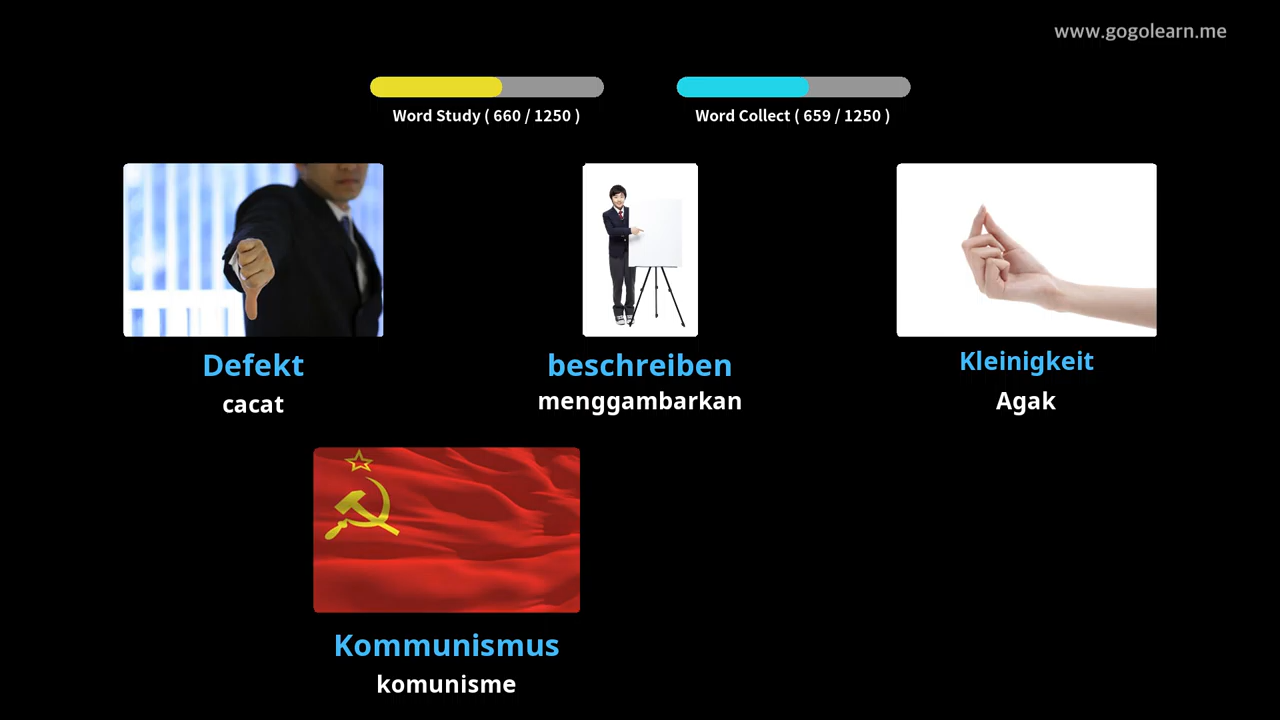 www.gogolearn.me
Word Study ( 660 / 1250 )
Word Collect ( 659 / 1250 )
Defekt
cacat
beschreiben
menggambarkan
Kleinigkeit
Agak
Kommunismus
komunisme